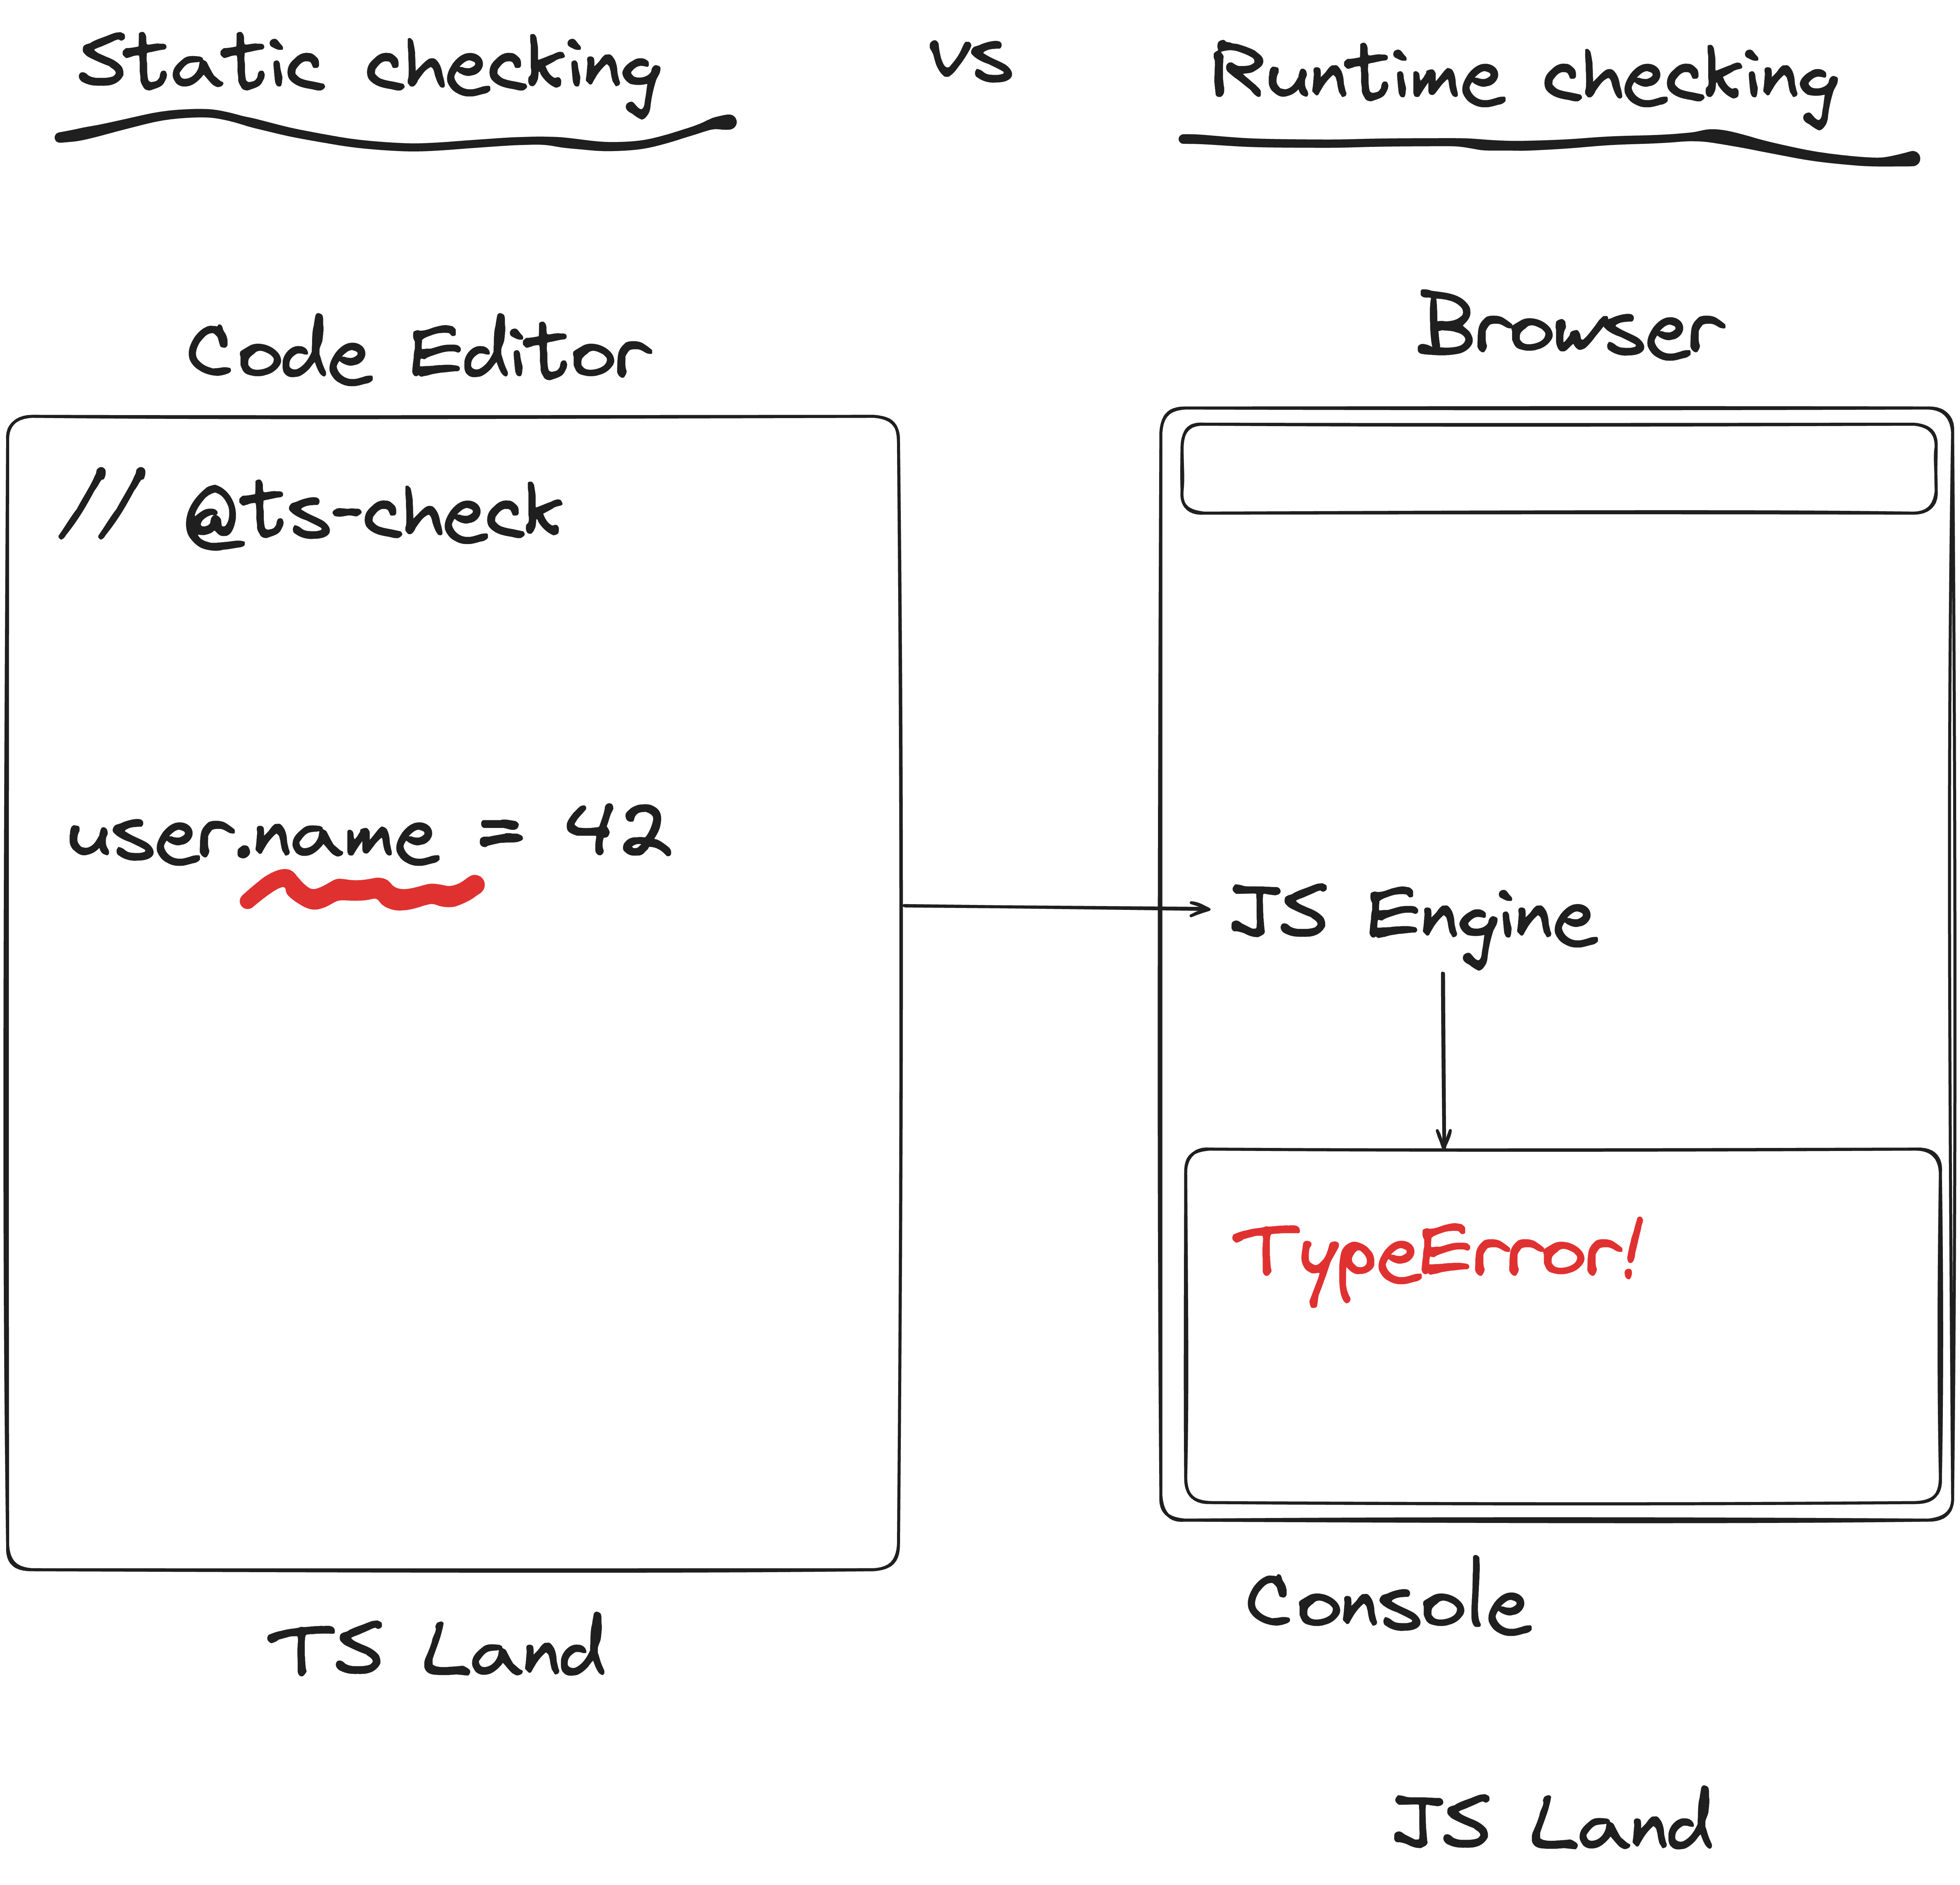 Static checking vs Runtime checking
Code Editor
Browser
// @ts-check
user.name = 42
JS Engine
TypeError!
Console
TS Land
JS Land